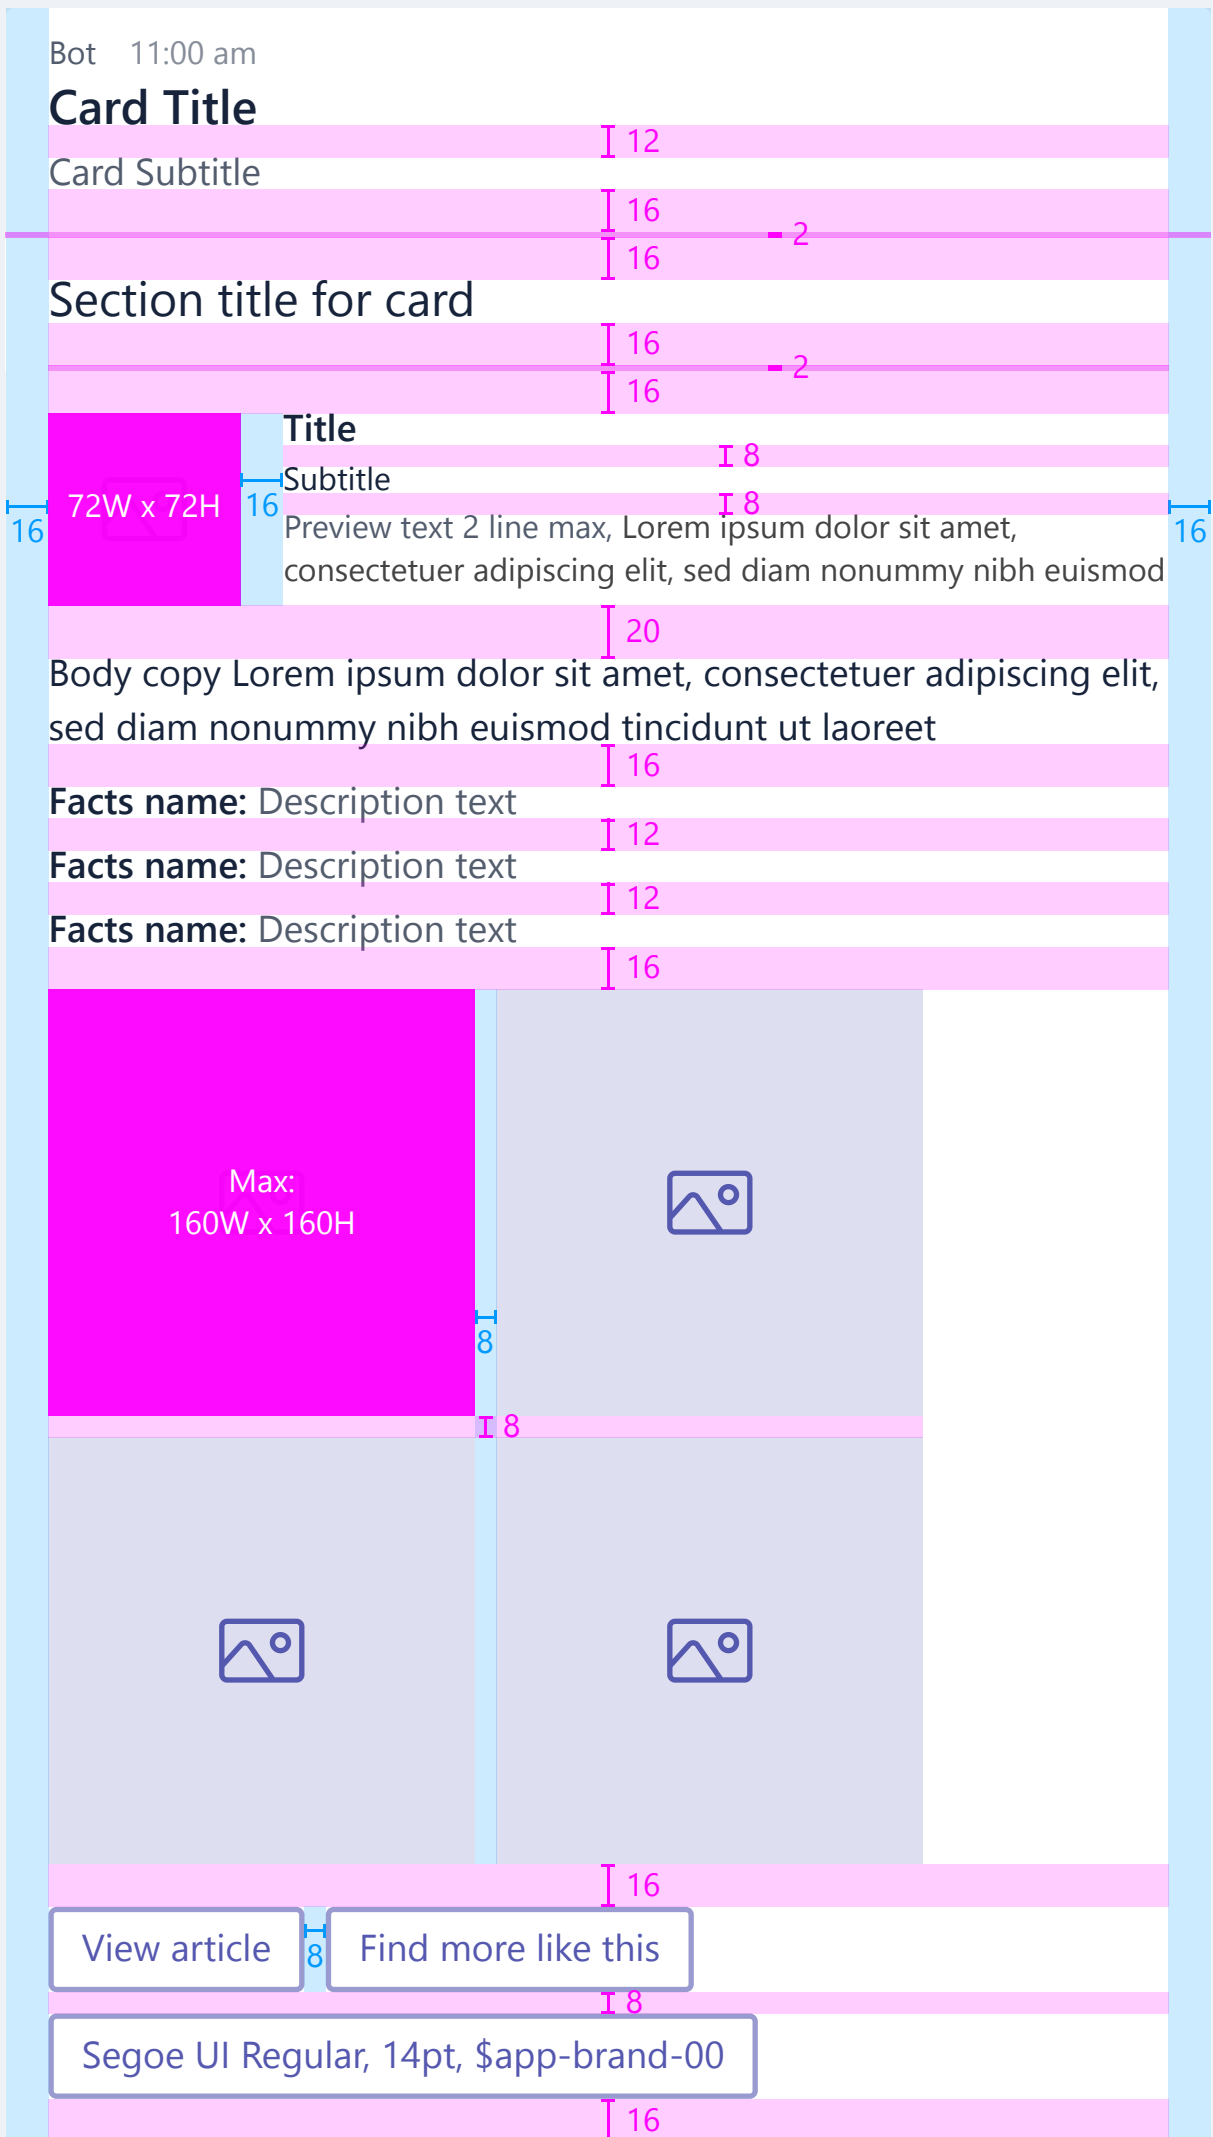 Bot 11:00 am
Card Title
12
Card Subtitle
16
2
16
Section title for card
16
2
16
Title
8
Subtitle
72W x 72H
16
8
16
16
Preview text 2 line max, Lorem ipsum dolor sit amet,
consectetuer adipiscing elit, sed diam nonummy nibh euismod
20
Body copy Lorem ipsum dolor sit amet, consectetuer adipiscing elit,
sed diam nonummy nibh euismod tincidunt ut laoreet
16
Facts name: Description text
12
Facts name: Description text
12
Facts name: Description text
16
Max:
160W x 160H
8
8
16
View article
8
Find more like this
8
Segoe UI Regular, 14pt, $app-brand-00
16